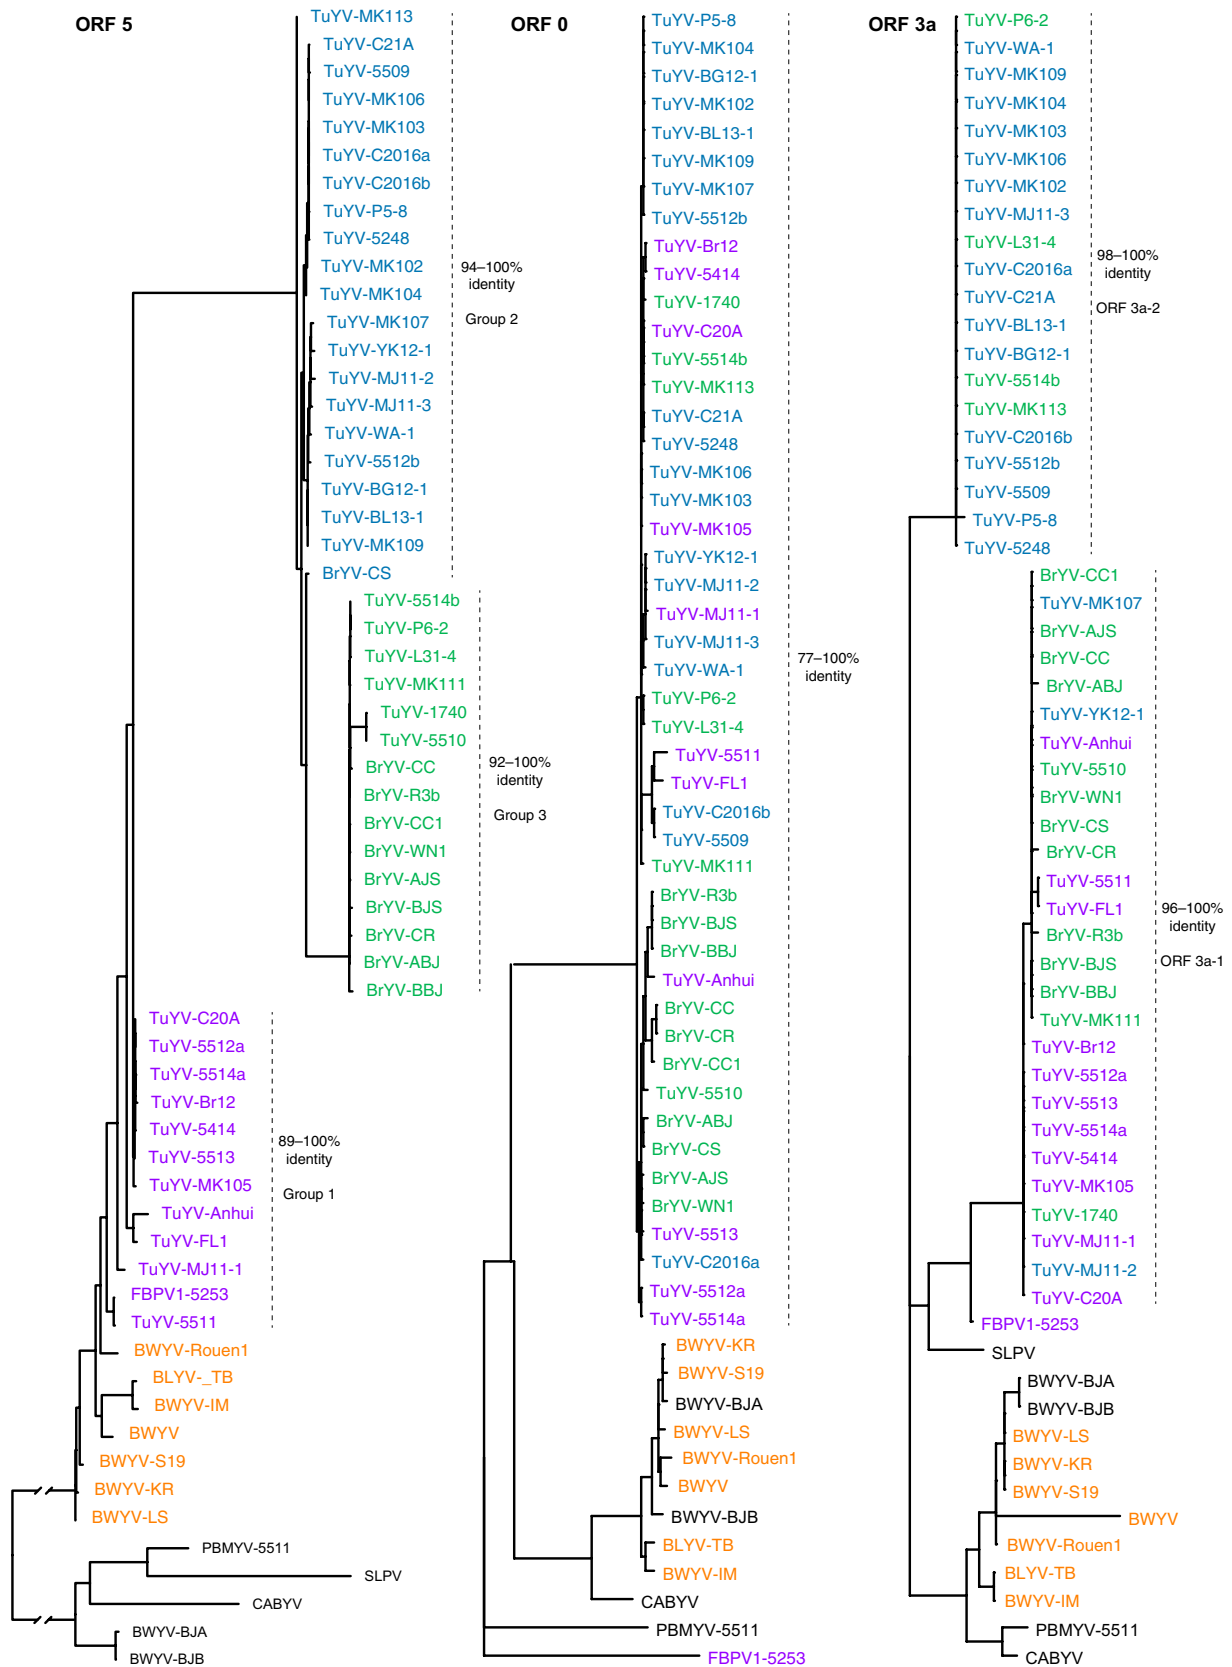 ORF 5
TuYV-MK113
TuYV-C21A
TuYV-5509
TuYV-MK106
TuYV-MK103
TuYV-C2016a
TuYV-C2016b
TuYV-P5-8
TuYV-5248
TuYV-MK102
TuYV-MK104
TuYV-MK107
TuYV-YK12-1
TuYV-MJ11-2
TuYV-MJ11-3
TuYV-WA-1
TuYV-5512b
TuYV-BG12-1
TuYV-BL13-1
TuYV-MK109
BrYV-CS
94–100%
identity
Group 2
TuYV-5514b
TuYV-P6-2
TuYV-L31-4
TuYV-MK111
TuYV-1740
TuYV-5510
BrYV-CC
BrYV-R3b
BrYV-CC1
BrYV-WN1
BrYV-AJS
BrYV-BJS
BrYV-CR
BrYV-ABJ
BrYV-BBJ
92–100%
identity
Group 3
TuYV-C20A
TuYV-5512a
TuYV-5514a
TuYV-Br12
TuYV-5414
TuYV-5513
TuYV-MK105
TuYV-Anhui
TuYV-FL1
TuYV-MJ11-1
FBPV1-5253
TuYV-5511
89–100%
identity
Group 1
BWYV-Rouen1
BLYV-_TB
BWYV-IM
BWYV
BWYV-S19
BWYV-KR
BWYV-LS
PBMYV-5511
SLPV
CABYV
BWYV-BJA
BWYV-BJB
ORF 0
TuYV-P5-8
TuYV-MK104
TuYV-BG12-1
TuYV-MK102
TuYV-BL13-1
TuYV-MK109
TuYV-MK107
TuYV-5512b
TuYV-Br12
TuYV-5414
TuYV-1740
TuYV-C20A
TuYV-5514b
TuYV-MK113
TuYV-C21A
TuYV-5248
TuYV-MK106
TuYV-MK103
TuYV-MK105
TuYV-YK12-1
TuYV-MJ11-2
TuYV-MJ11-1
TuYV-MJ11-3
TuYV-WA-1
TuYV-P6-2
TuYV-L31-4
TuYV-5511
TuYV-FL1
TuYV-C2016b
TuYV-5509
TuYV-MK111
BrYV-R3b
BrYV-BJS
BrYV-BBJ
TuYV-Anhui
BrYV-CC
BrYV-CR
BrYV-CC1
TuYV-5510
BrYV-ABJ
BrYV-CS
BrYV-AJS
BrYV-WN1
TuYV-5513
TuYV-C2016a
TuYV-5512a
TuYV-5514a
77–100%
identity
BWYV-KR
BWYV-S19
BWYV-BJA
BWYV-LS
BWYV-Rouen1
BWYV
BWYV-BJB
BLYV-TB
BWYV-IM
CABYV
PBMYV-5511
FBPV1-5253
ORF 3a
TuYV-P6-2
TuYV-WA-1
TuYV-MK109
TuYV-MK104
TuYV-MK103
TuYV-MK106
TuYV-MK102
TuYV-MJ11-3
TuYV-L31-4
TuYV-C2016a
TuYV-C21A
TuYV-BL13-1
TuYV-BG12-1
TuYV-5514b
TuYV-MK113
TuYV-C2016b
TuYV-5512b
TuYV-5509
TuYV-P5-8
TuYV-5248
98–100%
identity
ORF 3a-2
BrYV-CC1
TuYV-MK107
BrYV-AJS
BrYV-CC
BrYV-ABJ
TuYV-YK12-1
TuYV-Anhui
TuYV-5510
BrYV-WN1
BrYV-CS
BrYV-CR
TuYV-5511
TuYV-FL1
BrYV-R3b
BrYV-BJS
BrYV-BBJ
TuYV-MK111
TuYV-Br12
TuYV-5512a
TuYV-5513
TuYV-5514a
TuYV-5414
TuYV-MK105
TuYV-1740
TuYV-MJ11-1
TuYV-MJ11-2
TuYV-C20A
96–100%
identity
ORF 3a-1
FBPV1-5253
SLPV
BWYV-BJA
BWYV-BJB
BWYV-LS
BWYV-KR
BWYV-S19
BWYV
BWYV-Rouen1
BLYV-TB
BWYV-IM
PBMYV-5511
CABYV